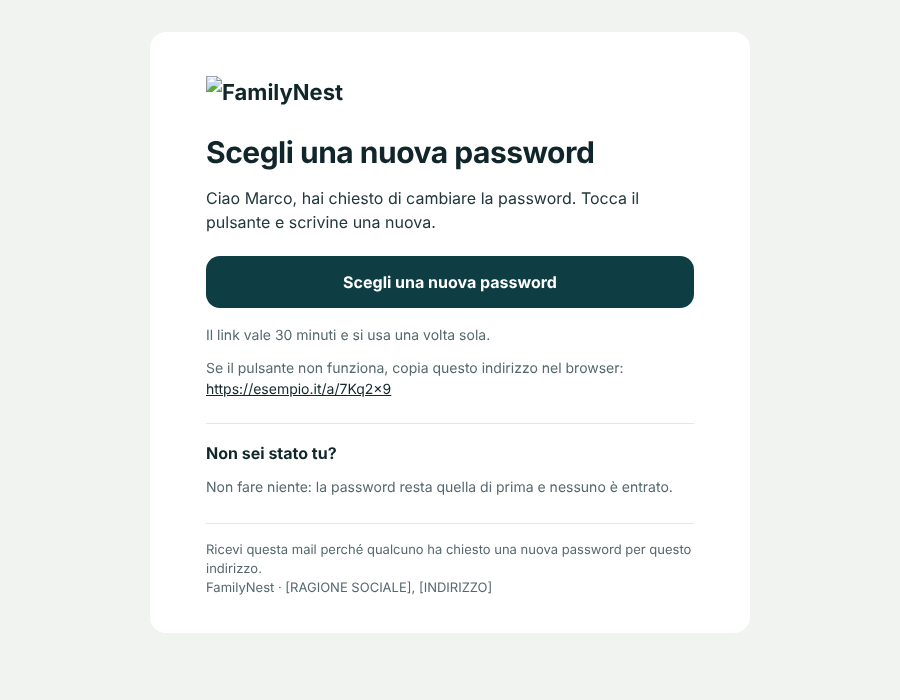 FamilyNest
Scegli una nuova password
Ciao Marco, hai chiesto di cambiare la password. Tocca il
pulsante e scrivine una nuova.
Scegli una nuova password
Il link vale 30 minuti e si usa una volta sola.
Se il pulsante non funziona, copia questo indirizzo nel browser:
https://esempio.it/a/7Kq2×9
Non sei stato tu?
Non fare niente: la password resta quella di prima e nessuno è entrato.
Ricevi questa mail perché qualcuno ha chiesto una nuova password per questo
indirizzo.
FamilyNest · [RAGIONE SOCIALE], [INDIRIZZO]